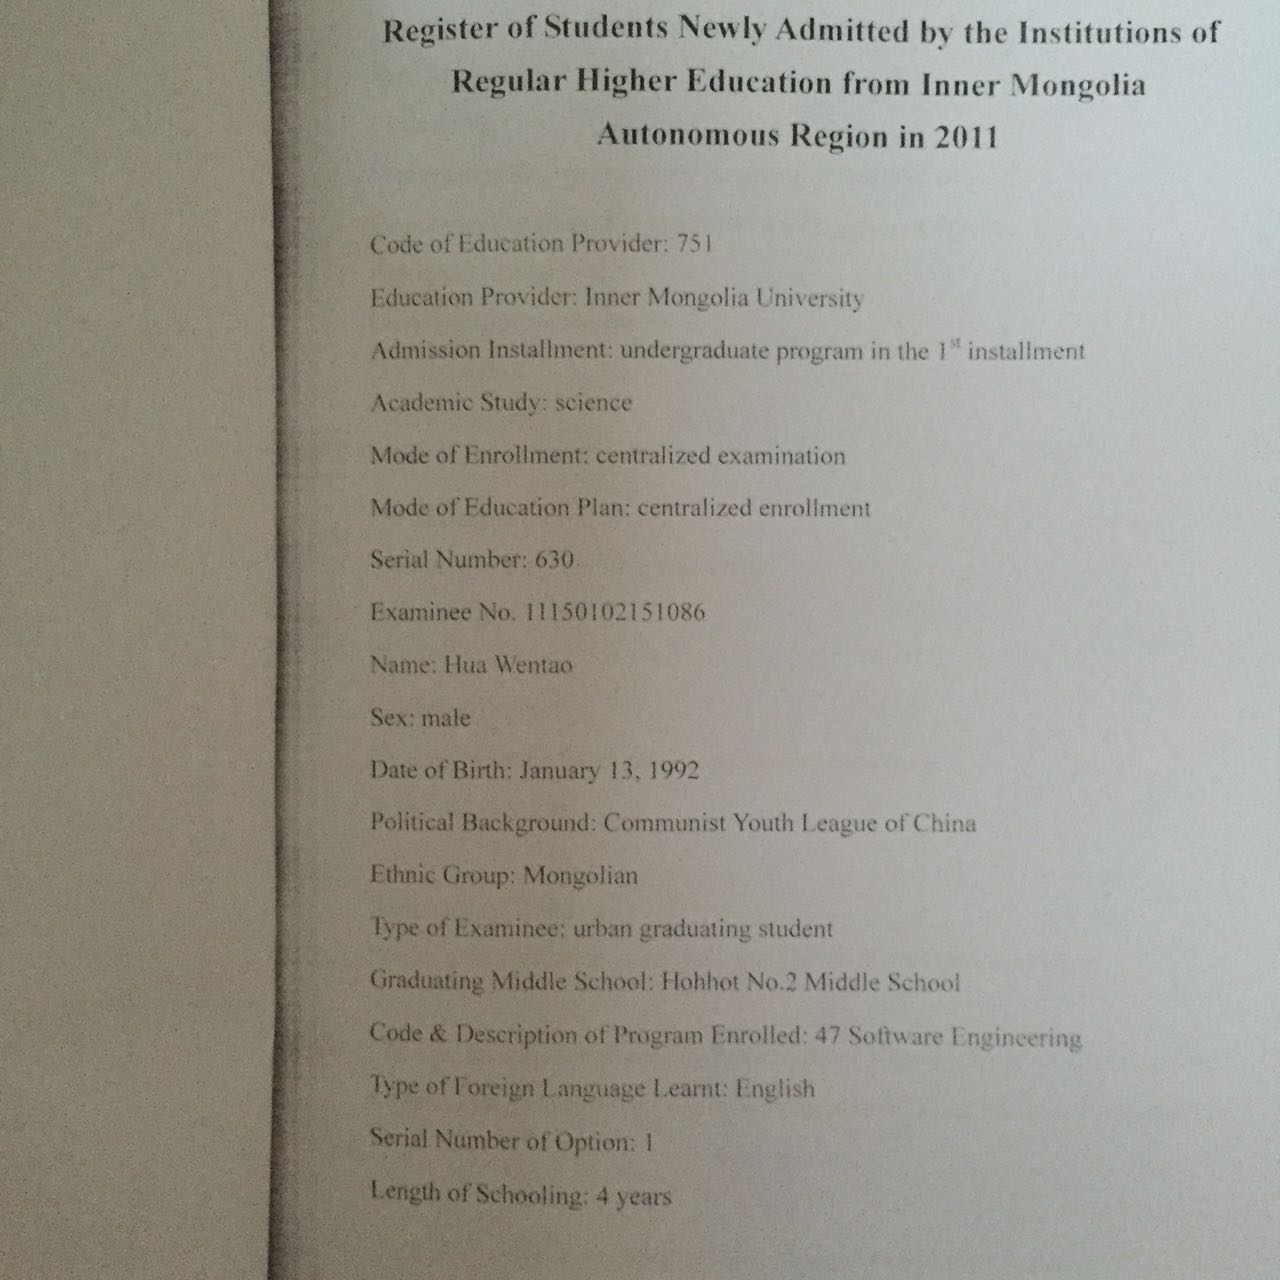 Register of Students Newly Admitted by the Institutions of
Regular Higher Education from Inner Mongolia
Autonomous Region in 2011
Code of Education Provider: 751
Education Provider: Inner Mongolia University
Admission Installment: undergraduate program in the 1st installment
Academic Study: science
Mode of Enrollment: centralized examination
Mode of Education Plan: centralized enrollment
Serial Number: 630
Examinee No. 11150102151086
Name: Hua Wentao
Sex: male
Date of Birth: January 13, 1992
Political Background: Communist Youth League of China
Ethnic Group: Mongolian
Type of Examinee: urban graduating student
Graduating Middle School: Hohhot No.2 Middle School
Code & Description of Program Enrolled: 47 Software Engineering
Type of Foreign Language Learnt: English
Serial Number of Option: 1
Length of Schooling: 4 years